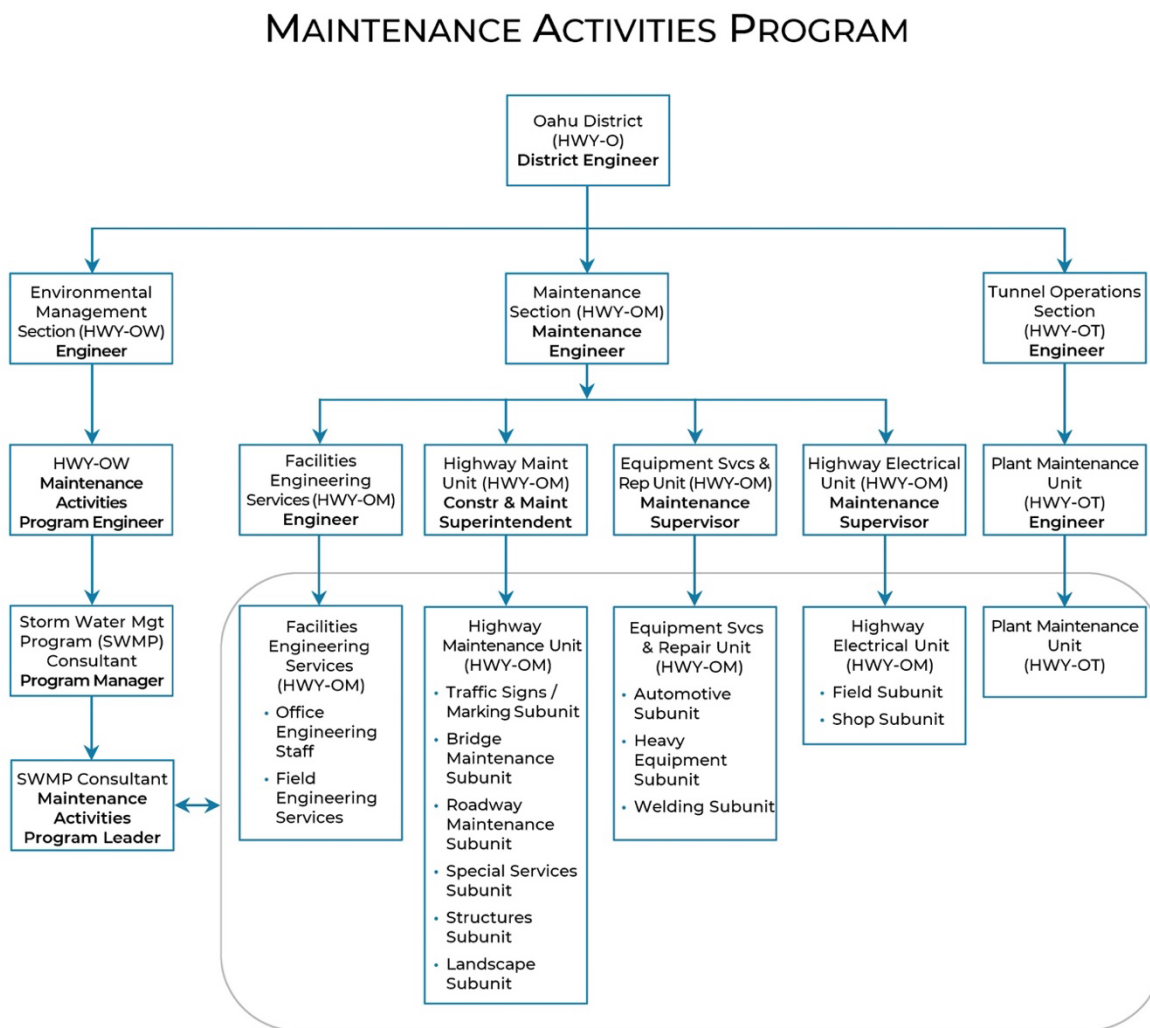 MAINTENANCE ACTIVITIES PROGRAM
Oahu District
(HWY-O)
District Engineer
Environmental
Management
Section (HWY-OW)
Engineer
Maintenance
Section (HWY-OM)
Maintenance
Engineer
Tunnel Operations
Section
(HWY-OT)
Engineer
HWY-OW
Maintenance
Activities
Program Engineer
Facilities
Engineering
Services (HWY-OM)
Engineer
Highway Maint
Unit (HWY-OM)
Constr & Maint
Superintendent
Equipment Svcs &
Rep Unit (HWY-OM)
Maintenance
Supervisor
Highway Electrical
Unit (HWY-OM)
Maintenance
Supervisor
Plant Maintenance
Unit
(HWY-OT)
Engineer
Storm Water Mgt
Program (SWMP)
Consultant
Program Manager
SWMP Consultant
Maintenance
Activities
Program Leader
Facilities
Engineering
Services
(HWY-OM)
• Office
Engineering
Staff
• Field
Engineering
Services
Highway
Maintenance Unit
(HWY-OM)
• Traffic Signs /
Marking Subunit
• Bridge
Maintenance
Subunit
• Roadway
Maintenance
Subunit
• Special Services
Subunit
• Structures
Subunit
• Landscape
Subunit
Equipment Svcs
& Repair Unit
(HWY-OM)
• Automotive
Subunit
• Heavy
Equipment
Subunit
• Welding Subunit
Highway
Electrical Unit
(HWY-OM)
• Field Subunit
• Shop Subunit
Plant Maintenance
Unit
(HWY-OT)